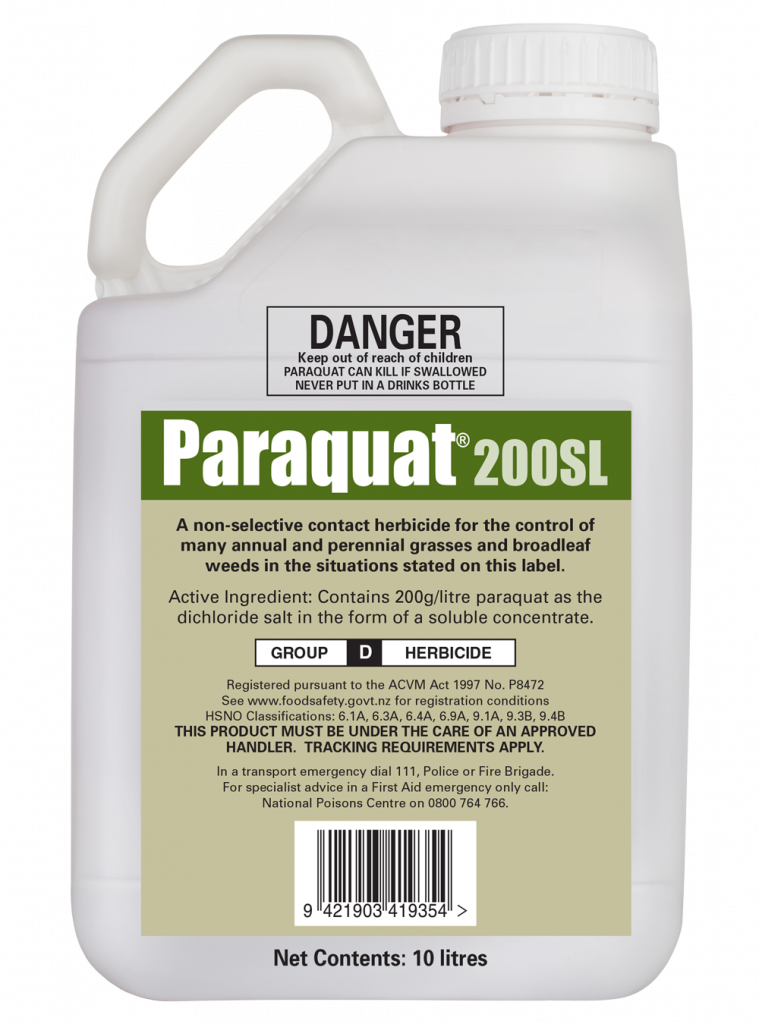 DANGER
Keep out of reach of children
PARAQUAT CAN KILL IF SWALLOWED
NEVER PUT IN A DRINKS BOTTLE
Paraquat® 200SL
A non-selective contact herbicide for the control of
many annual and perennial grasses and broadleaf
weeds in the situations stated on this label.
Active Ingredient: Contains 200g/litre paraquat as the
dichloride salt in the form of a soluble concentrate.
GROUP D HERBICIDE
Registered pursuant to the ACVM Act 1997 No. P8472
See www.foodsafety.govt.nz for registration conditions
HSNO Classifications: 6.1A, 6.3A, 6.4A, 6.9A, 9.1A, 9.3B, 9.4B
THIS PRODUCT MUST BE UNDER THE CARE OF AN APPROVED
HANDLER. TRACKING REQUIREMENTS APPLY.
In a transport emergency dial 111, Police or Fire Brigade.
For specialist advice in a First Aid emergency only call:
National Poisons Centre on 0800 764 766.
9 421903 419354 >
Net Contents: 10 litres